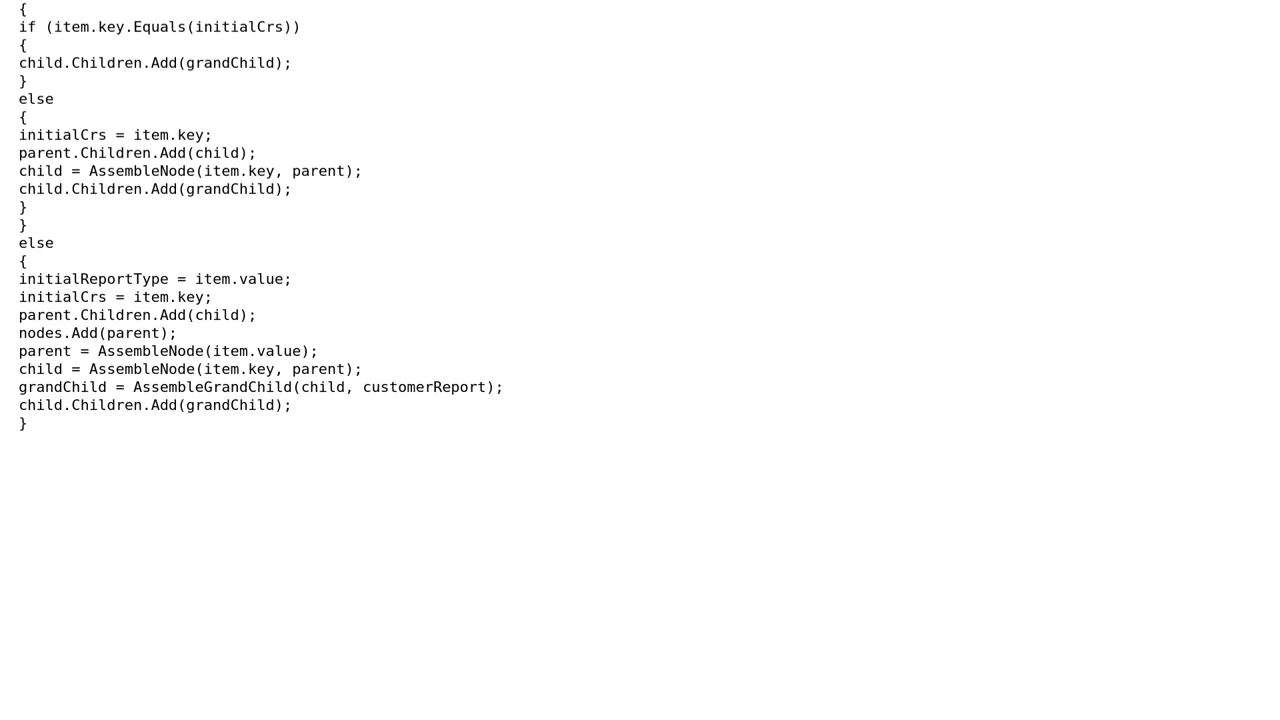 {
if (item.key.Equals(initialCrs))
{
child.Children.Add(grandChild);
}
else
{
initialCrs = item.key;
parent.Children.Add(child);
child = AssembleNode(item.key, parent);
child.Children.Add(grandChild);
}
}
else
{
initialReportType = item.value;
initialCrs = item.key;
parent.Children.Add(child);
nodes.Add(parent);
parent = AssembleNode(item.value);
child = AssembleNode(item.key, parent);
grandChild = AssembleGrandChild(child, customerReport);
child.Children.Add(grandChild);
}